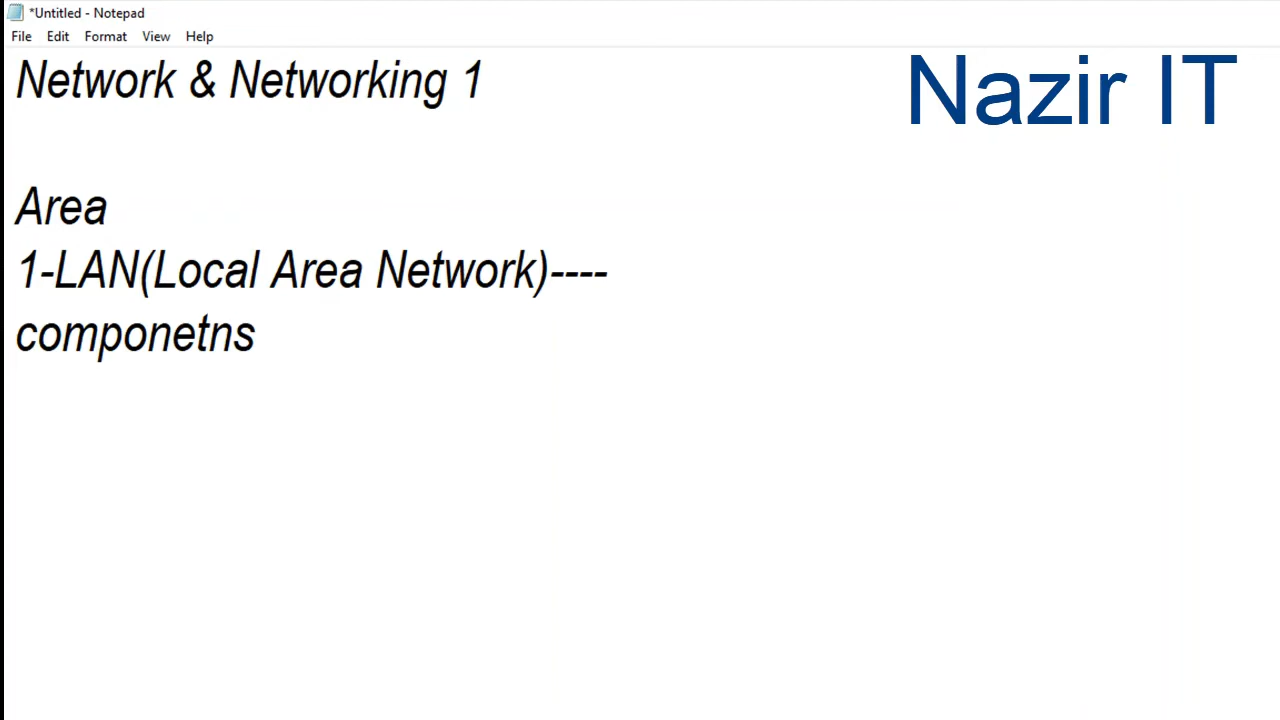 *Untitled - Notepad
File Edit Format View Help
Network & Networking 1
Nazir IT
Area
1-LAN(Local Area Network)----
componetns